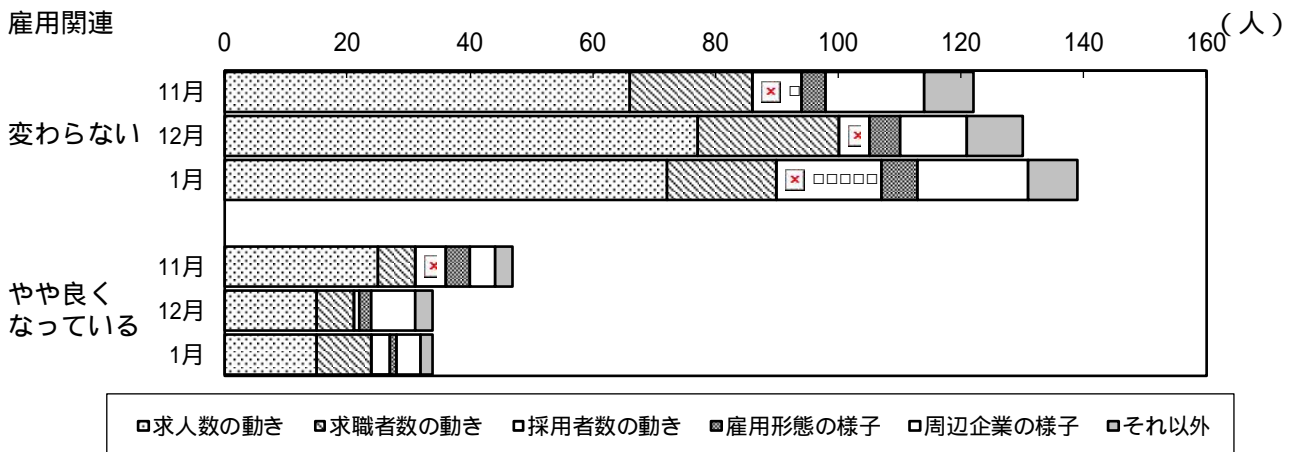 雇用関連
(人)
0 20 40 60 80 100 120 140 160
11月
変わらない 12月
1月
11月
やや良く
なっている
12月
1月
求人数の動き 求職者数の動き 採用者数の動き 雇用形態の様子 周辺企業の様子 それ以外